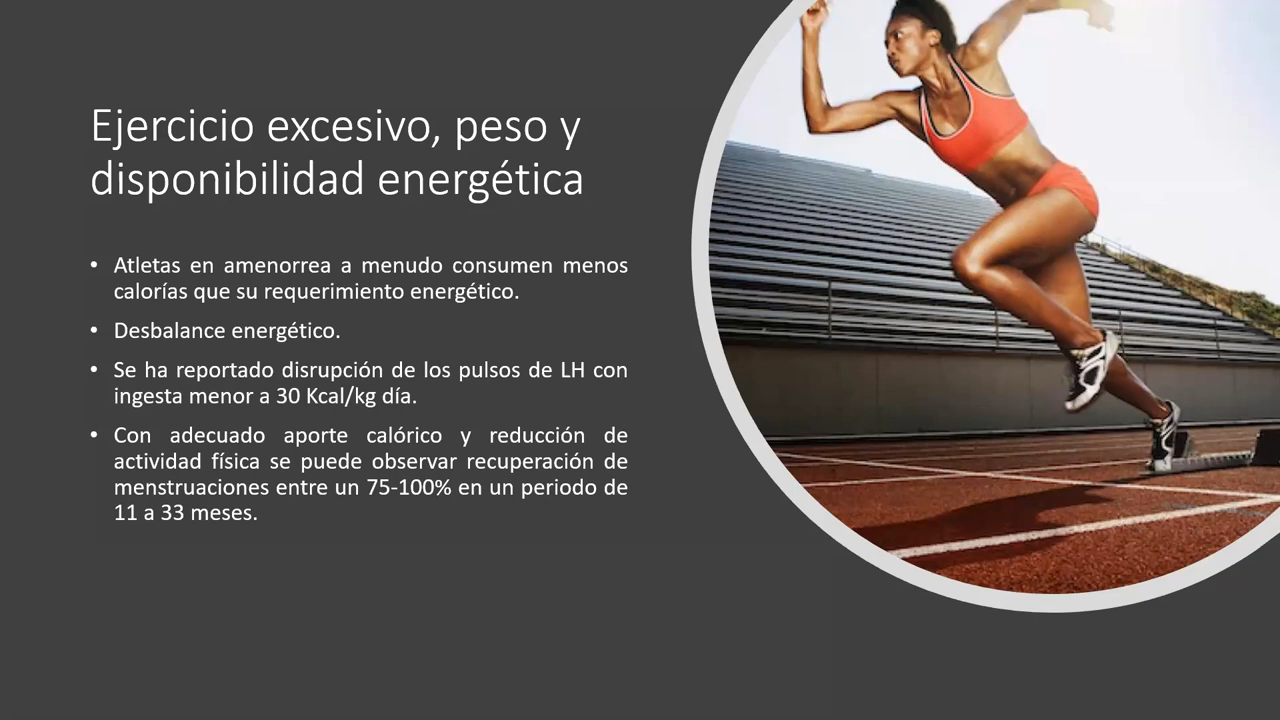 Ejercicio excesivo, peso y
disponibilidad energética
• Atletas en amenorrea a menudo consumen menos
calorías que su requerimiento energético.
• Desbalance energético.
• Se ha reportado disrupción de los pulsos de LH con
ingesta menor a 30 Kcal/kg día.
• Con adecuado aporte calórico y reducción de
actividad física se puede observar recuperación de
menstruaciones entre un 75-100% en un periodo de
11 a 33 meses.